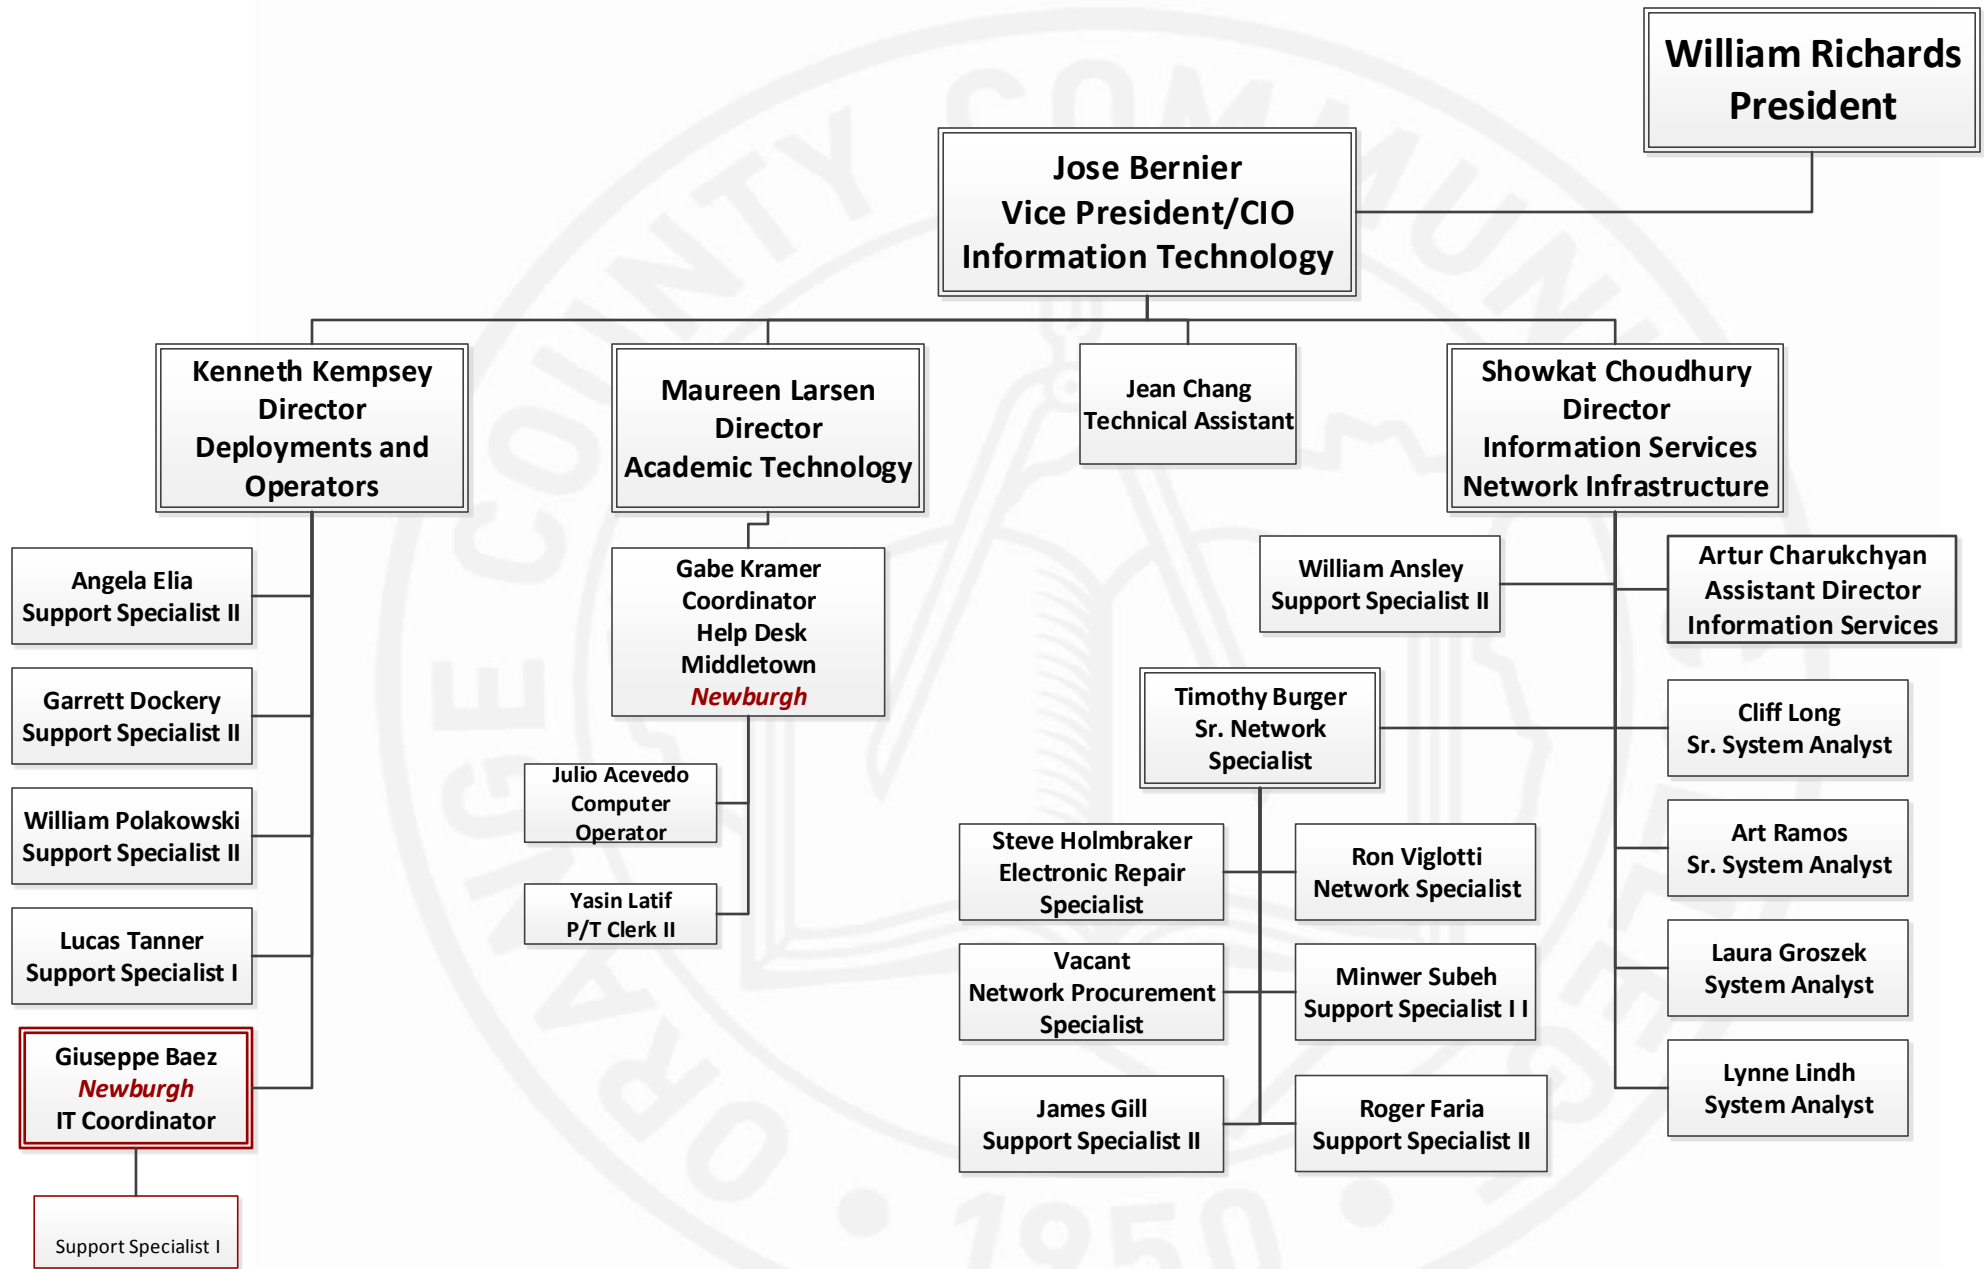 William Richards
President
Jose Bernier
Vice President/CIO
Information Technology
Kenneth Kempsey
Director
Deployments and
Operators
Maureen Larsen
Director
Academic Technology
Jean Chang
Technical Assistant
Showkat Choudhury
Director
Information Services
Network Infrastructure
Angela Elia
Support Specialist II
Garrett Dockery
Support Specialist II
William Polakowski
Support Specialist II
Lucas Tanner
Support Specialist I
Giuseppe Baez
Newburgh
IT Coordinator
Support Specialist I
Gabe Kramer
Coordinator
Help Desk
Middletown
Newburgh
Julio Acevedo
Computer
Operator
Yasin Latif
P/T Clerk II
William Ansley
Support Specialist II
Artur Charukchyan
Assistant Director
Information Services
Timothy Burger
Sr. Network
Specialist
Cliff Long
Sr. System Analyst
Art Ramos
Sr. System Analyst
Laura Groszek
System Analyst
Lynne Lindh
System Analyst
Steve Holmbraker
Electronic Repair
Specialist
Ron Viglotti
Network Specialist
Vacant
Network Procurement
Specialist
Minwer Subeh
Support Specialist I I
James Gill
Support Specialist II
Roger Faria
Support Specialist II
ORANGE COUNTY COMMUNI
LEGE
• 1950 •